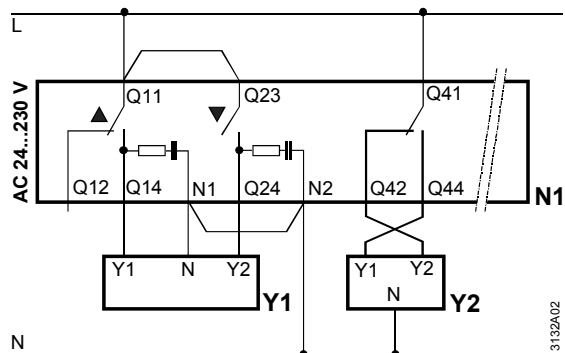 L
Q11 Q23 Q41
AC 24...230 V
Q12 Q14 N1 Q24 N2 Q42 Q44
N1
Y1 N Y2
Y1
Y1 Y2
N
Y2
N
3132A02